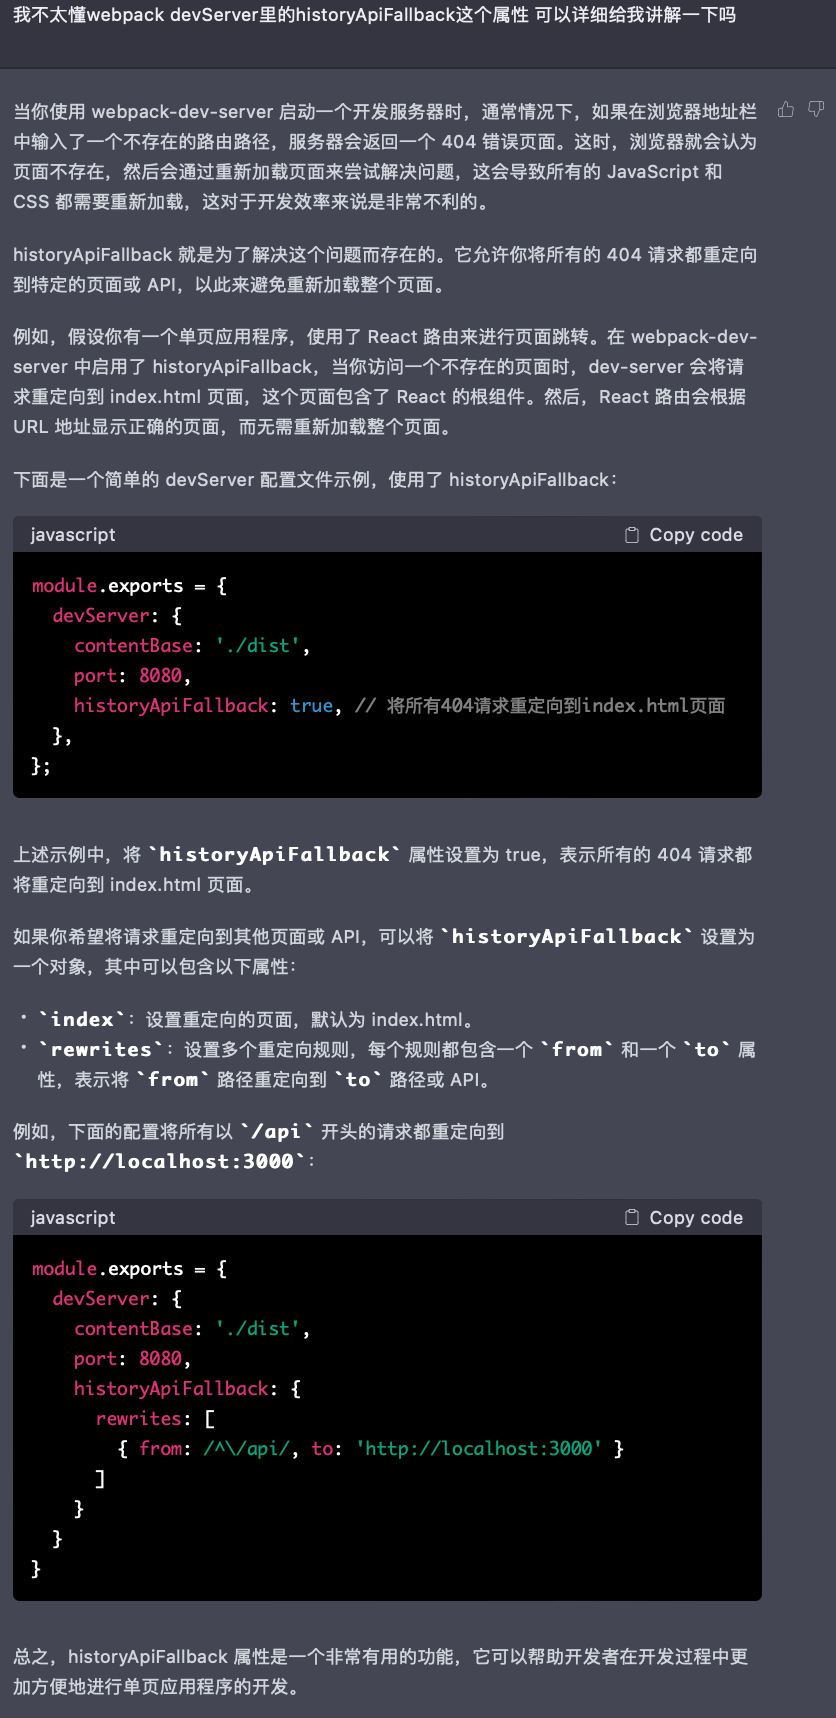 我不太懂webpack devServer里的historyApiFallback这个属性 可以详细给我讲解一下吗
当你使用 webpack-dev-server 启动一个开发服务器时，通常情况下，如果在浏览器地址栏
中输入了一个不存在的路由路径，服务器会返回一个 404 错误页面。这时，浏览器就会认为
页面不存在，然后会通过重新加载页面来尝试解决问题，这会导致所有的 JavaScript 和
CSS 都需要重新加载，这对于开发效率来说是非常不利的。
historyApiFallback 就是为了解决这个问题而存在的。它允许你将所有的 404 请求都重定向
到特定的页面或 API，以此来避免重新加载整个页面。
例如，假设你有一个单页应用程序，使用了 React 路由来进行页面跳转。在 webpack-dev-
server 中启用了 historyApiFallback，当你访问一个不存在的页面时，dev-server 会将请
求重定向到 index.html 页面，这个页面包含了 React 的根组件。然后，React 路由会根据
URL 地址显示正确的页面，而无需重新加载整个页面。
下面是一个简单的 devServer 配置文件示例，使用了 historyApiFallback：
javascript Copy code
module.exports = {
  devServer: {
    contentBase: './dist',
    port: 8080,
    historyApiFallback: true, // 将所有404请求重定向到index.html页面
  },
};
上述示例中，将 `historyApiFallback` 属性设置为 true，表示所有的 404 请求都
将重定向到 index.html 页面。
如果你希望将请求重定向到其他页面或 API，可以将 `historyApiFallback` 设置为
一个对象，其中可以包含以下属性：
• `index`：设置重定向的页面，默认为 index.html。
• `rewrites`：设置多个重定向规则，每个规则都包含一个 `from` 和一个 `to` 属
性，表示将 `from` 路径重定向到 `to` 路径或 API。
例如，下面的配置将所有以 `/api` 开头的请求都重定向到
`http://localhost:3000`：
javascript Copy code
module.exports = {
  devServer: {
    contentBase: './dist',
    port: 8080,
    historyApiFallback: {
      rewrites: [
        { from: /^\/api/, to: 'http://localhost:3000' }
      ]
    }
  }
}
总之，historyApiFallback 属性是一个非常有用的功能，它可以帮助开发者在开发过程中更
加方便地进行单页应用程序的开发。